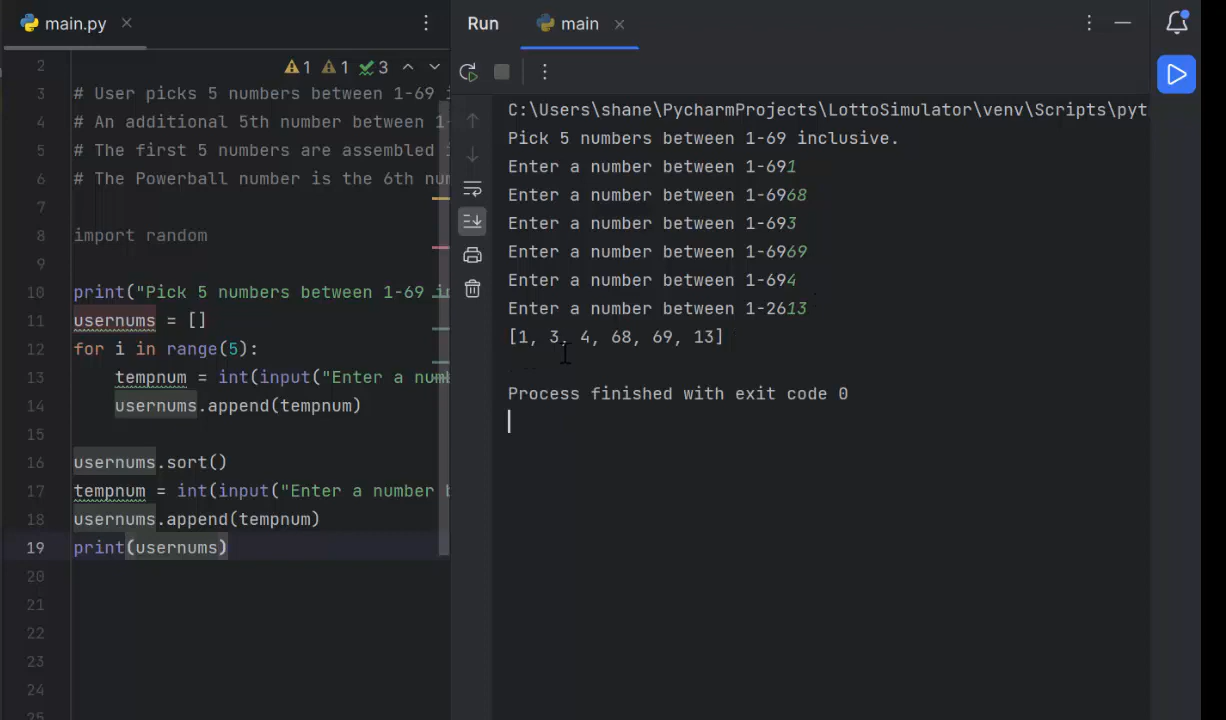 main.py
Run
main
1 1 3
2
3 # User picks 5 numbers between 1-69
4 # An additional 5th number between 1-
5 # The first 5 numbers are assembled
6 # The Powerball number is the 6th num
7
8 import random
9
10 print("Pick 5 numbers between 1-69
11 usernums = []
12 for i in range(5):
13 tempnum = int(input("Enter a num
14 usernums.append(tempnum)
15
16 usernums.sort()
17 tempnum = int(input("Enter a number b
18 usernums.append(tempnum)
19 print(usernums)
20
21
22
23
24
25
C:\Users\shane\PycharmProjects\LottoSimulator\venv\Scripts\pyt
Pick 5 numbers between 1-69 inclusive.
Enter a number between 1-691
Enter a number between 1-6968
Enter a number between 1-693
Enter a number between 1-6969
Enter a number between 1-694
Enter a number between 1-2613
[1, 3, 4, 68, 69, 13]
Process finished with exit code 0